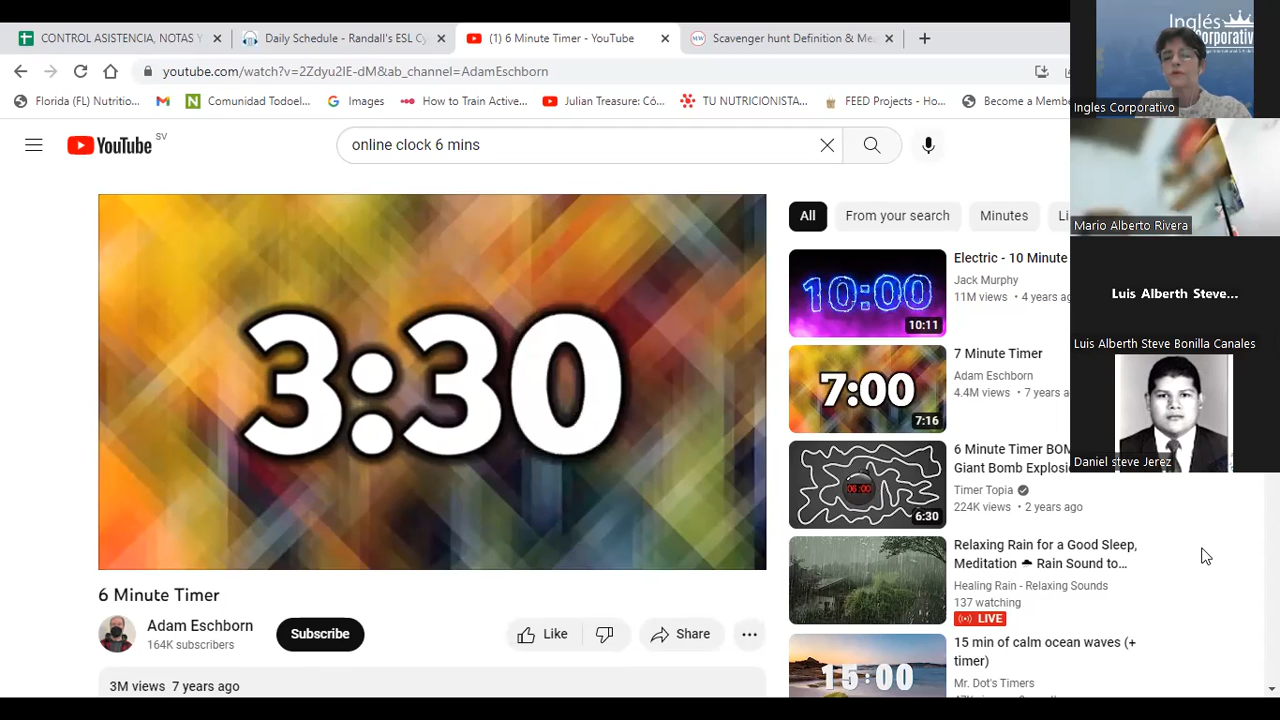 CONTROL ASISTENCIA, NOTAS Y
Daily Schedule - Randall's ESL Cy
(1) 6 Minute Timer - YouTube
Scavenger hunt Definition & Me
youtube.com/watch?v=2Zdyu2IE-dM&ab_channel=AdamEschborn
Florida (FL) Nutritio...
Comunidad Todoel...
Images
How to Train Active...
Julian Treasure: Có...
TU NUTRICIONISTA...
FEED Projects - Ho...
Become a Membe
YouTube SV
online clock 6 mins
3:30
6 Minute Timer
Adam Eschborn
164K subscribers
Subscribe
Like
Share
3M views 7 years ago
All
From your search
Minutes
Li
10:00
10:11
Electric - 10 Minute
Jack Murphy
11M views • 4 years ag
7:00
7:16
7 Minute Timer
Adam Eschborn
4.4M views • 7 years a
06:00
6:30
6 Minute Timer BOM
Giant Bomb Explosi
Timer Topia
224K views • 2 years ago
Relaxing Rain for a Good Sleep,
Meditation ☁ Rain Sound to...
Healing Rain - Relaxing Sounds
137 watching
LIVE
15:00
15 min of calm ocean waves (+
timer)
Mr. Dot's Timers
Inglés
Corporativo
Ingles Corporativo
Mario Alberto Rivera
Luis Alberth Steve...
Luis Alberth Steve Bonilla Canales
Daniel steve Jerez